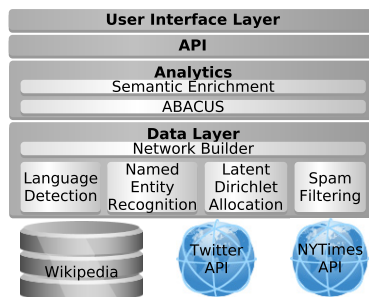 User Interface Layer
API
Analytics
Semantic Enrichment
ABACUS
Data Layer
Network Builder
Language
Detection
Named
Entity
Recognition
Latent
Dirichlet
Allocation
Spam
Filtering
Wikipedia
Twitter
API
NYTimes
API